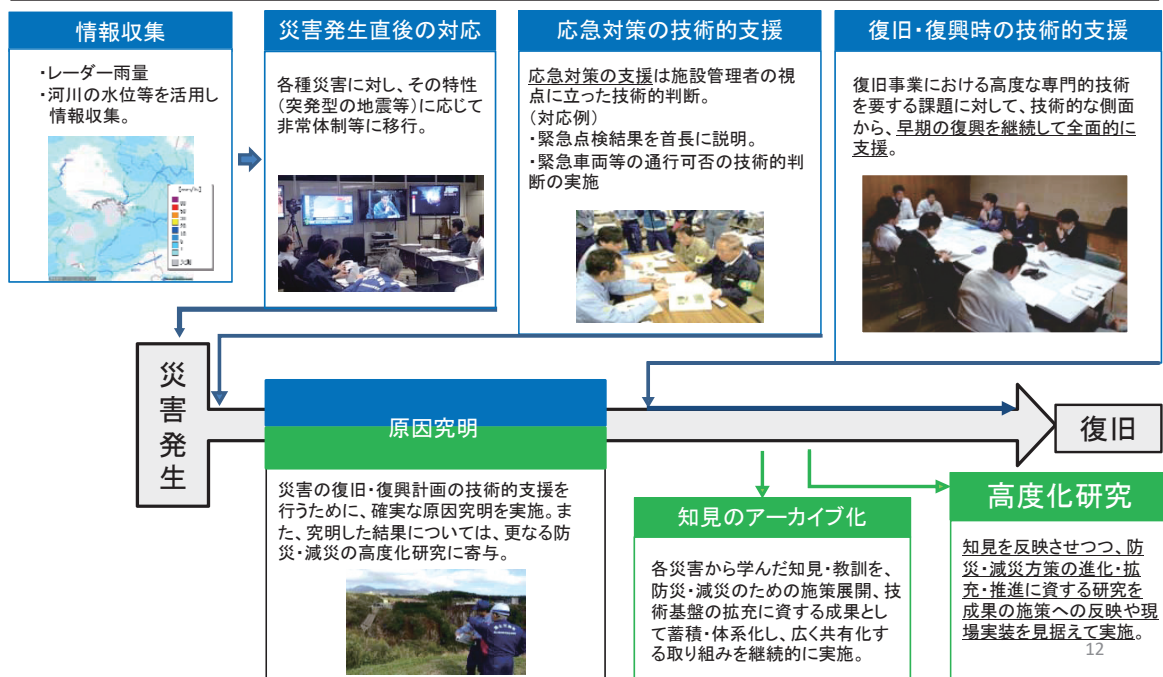 情報収集
・レーダー雨量
・河川の水位等を活用し
情報収集。
災害発生直後の対応
各種災害に対し、その特性
(突発型の地震等)に応じて
非常体制等に移行。
応急対策の技術的支援
応急対策の支援は施設管理者の視
点に立った技術的判断。
(対応例)
・緊急点検結果を首長に説明。
・緊急車両等の通行可否の技術的判
断の実施
復旧・復興時の技術的支援
復旧事業における高度な専門的技術
を要する課題に対して、技術的な側面
から、早期の復興を継続して全面的に
支援。
災害発生
原因究明
災害の復旧・復興計画の技術的支援を
行うために、確実な原因究明を実施。ま
た、究明した結果については、更なる防
災・減災の高度化研究に寄与。
復旧
知見のアーカイブ化
各災害から学んだ知見・教訓を、
防災・減災のための施策展開、技
術基盤の拡充に資する成果とし
て蓄積・体系化し、広く共有化す
る取り組みを継続的に実施。
高度化研究
知見を反映させつつ、防
災・減災方策の進化・拡
充・推進に資する研究を
成果の施策への反映や現
場実装を見据えて実施。
12